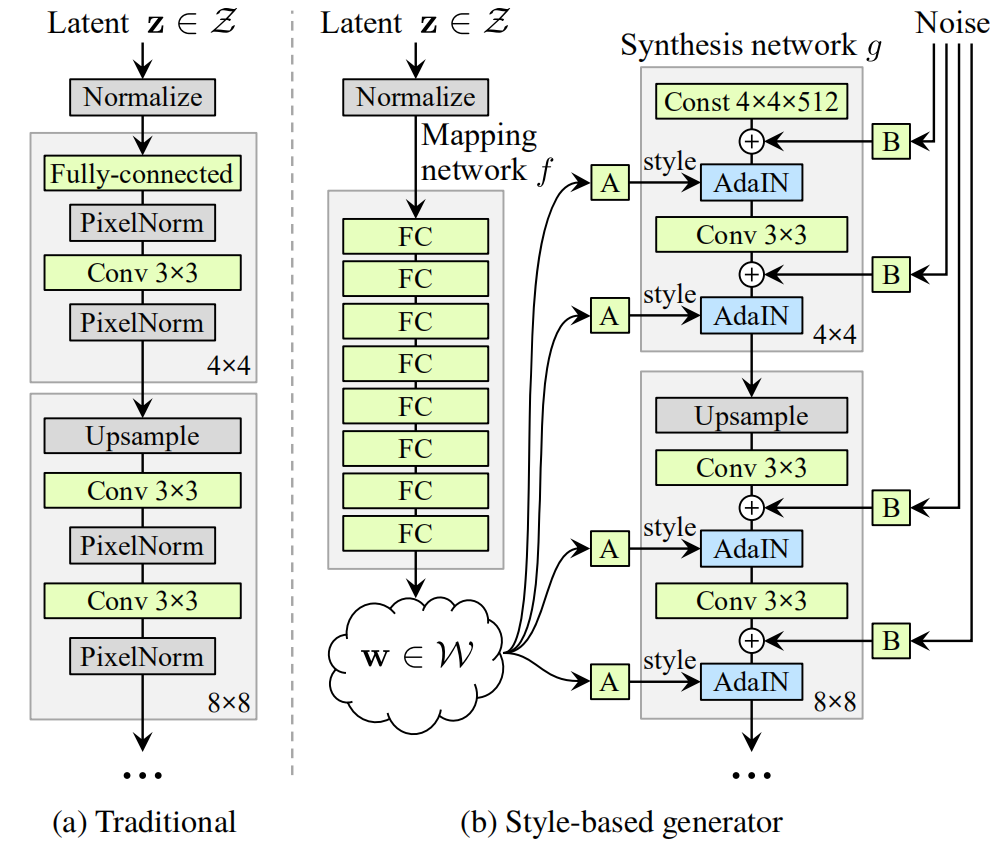 Latent z ∈ 𝒵
Normalize
Fully-connected
PixelNorm
Conv 3×3
PixelNorm
4×4
Upsample
Conv 3×3
PixelNorm
Conv 3×3
PixelNorm
8×8
...
(a) Traditional
Latent z ∈ 𝒵
Normalize
Mapping
network f
FC
FC
FC
FC
FC
FC
FC
FC
w ∈ 𝒲
A
style
A
style
A
style
A
style
Synthesis network g
Const 4×4×512
+
AdaIN
Conv 3×3
+
AdaIN
4×4
Upsample
Conv 3×3
+
AdaIN
Conv 3×3
+
AdaIN
8×8
...
Noise
B
B
B
B
(b) Style-based generator